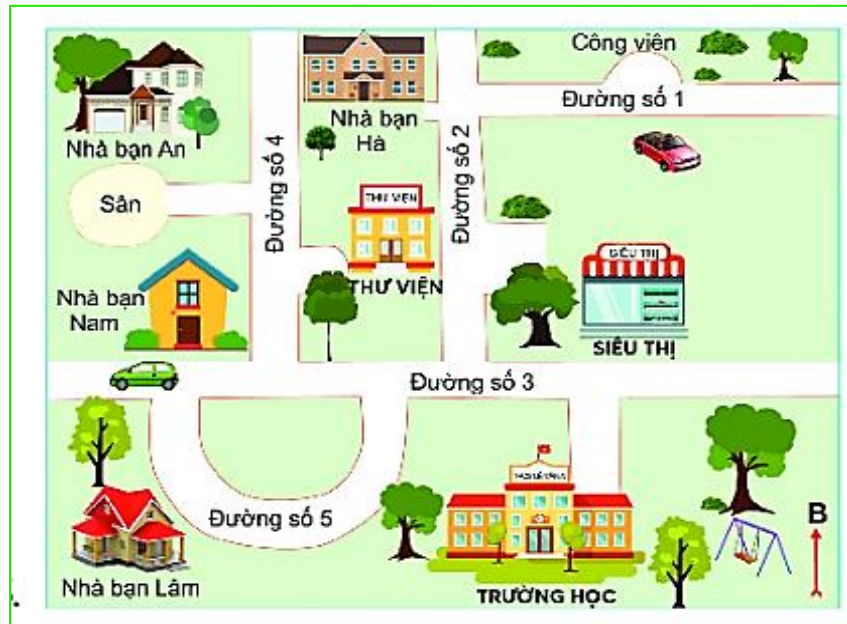 Công viên
Đường số 1
Nhà bạn An
Nhà bạn
Hà
Đường số 4
Đường số 2
Sân
THƯ VIỆN
THƯ VIỆN
SIÊU THỊ
SIÊU THỊ
Nhà bạn
Nam
Đường số 3
Đường số 5
Nhà bạn Lâm
TRƯỜNG HỌC
B